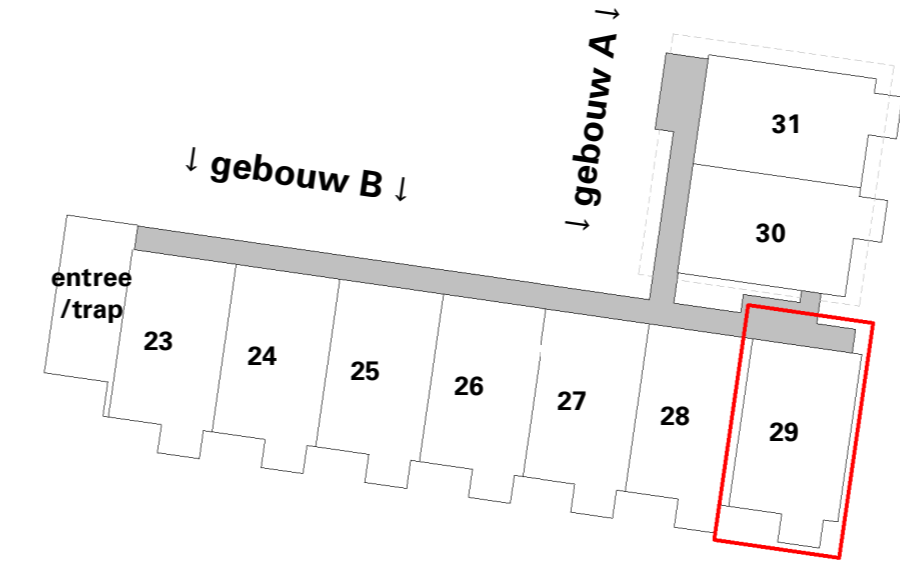 → gebouw A →
↓ gebouw B ↓
31
30
entree
/trap
23
24
25
26
27
28
29